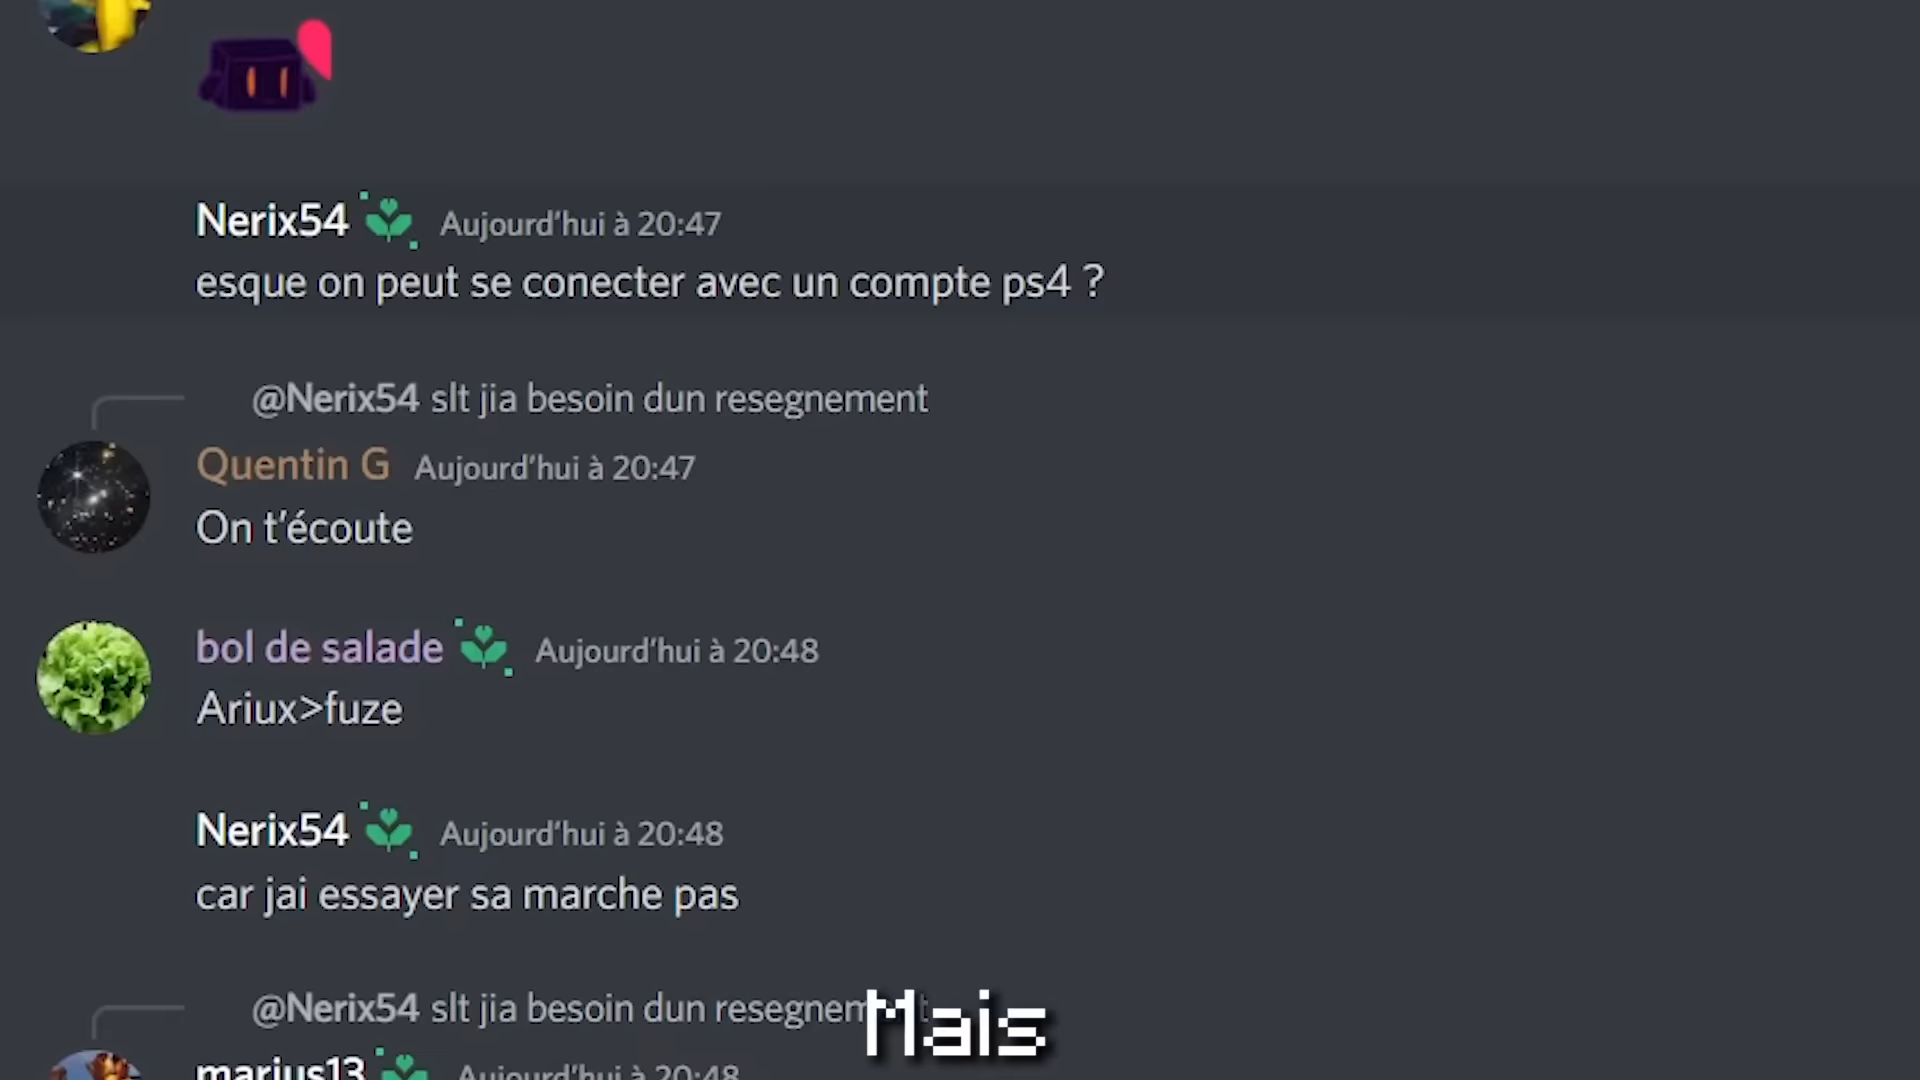 Nerix54 Aujourd'hui à 20:47
esque on peut se conecter avec un compte ps4 ?
@Nerix54 slt jia besoin dun resegnement
Quentin G Aujourd'hui à 20:47
On t'écoute
bol de salade Aujourd'hui à 20:48
Ariux>fuze
Nerix54 Aujourd'hui à 20:48
car jai essayer sa marche pas
@Nerix54 slt jia besoin dun
Mais
marius13 Aujourd'hui à 20:48